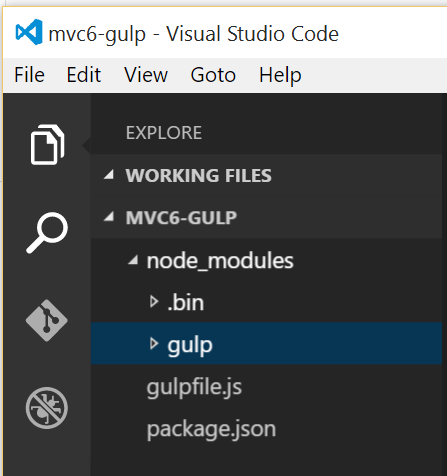 mvc6-gulp - Visual Studio Code
File Edit View Goto Help
EXPLORE
WORKING FILES
MVC6-GULP
node_modules
.bin
gulp
gulpfile.js
package.json